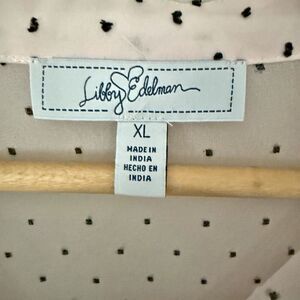 Libby Edelman
XL
MADE IN
INDIA
HECHO EN
INDIA